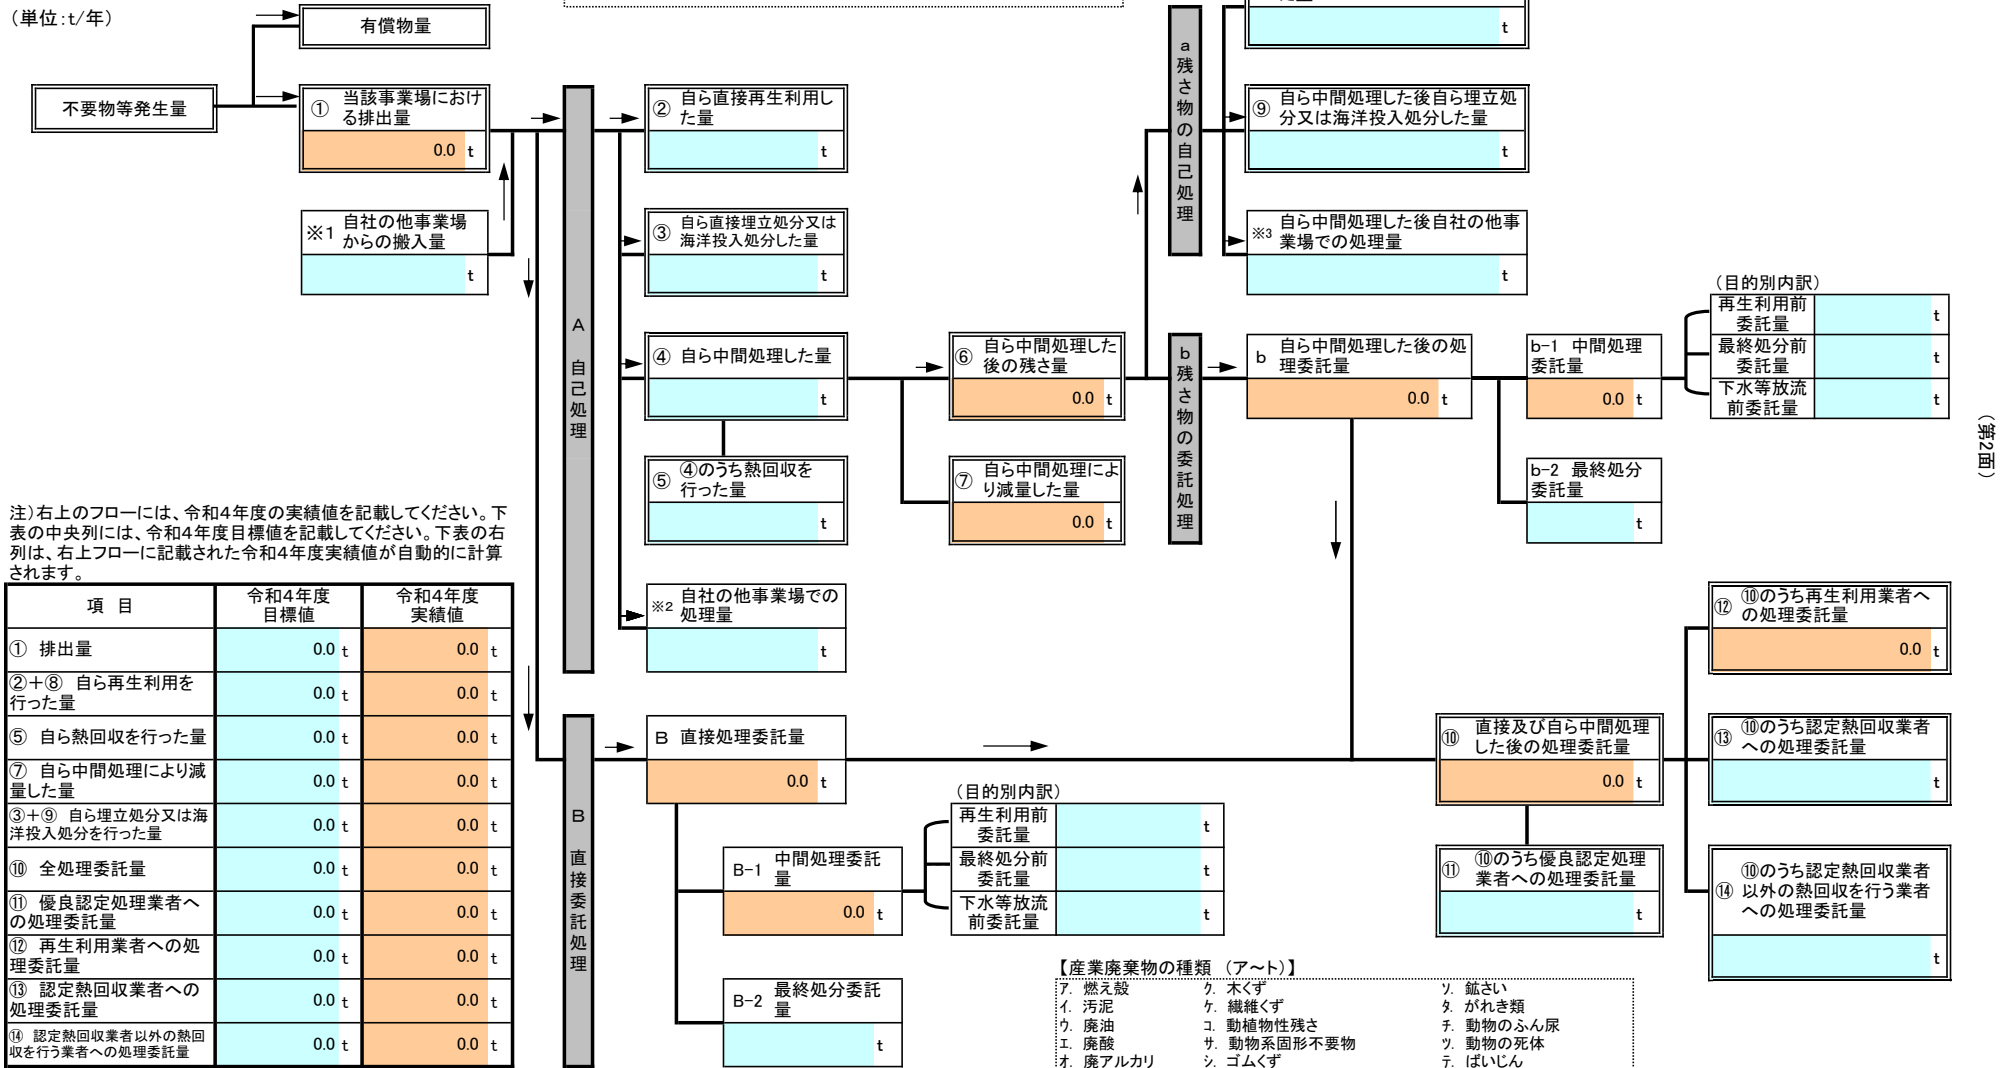 (単位:t/年)
有償物量
不要物等発生量
① 当該事業場におけ
る排出量
0.0 t
※1 自社の他事業場
からの搬入量
t
A 自己処理
② 自ら直接再生利用し
た量
t
③ 自ら直接埋立処分又は
海洋投入処分した量
t
④ 自ら中間処理した量
t
⑤ ④のうち熱回収を
行った量
t
※2 自社の他事業場での
処理量
t
⑥ 自ら中間処理した
後の残さ量
0.0 t
⑦ 自ら中間処理によ
り減量した量
0.0 t
a 残さ物の自己処理
t
⑨ 自ら中間処理した後自ら埋立処
分又は海洋投入処分した量
t
※3 自ら中間処理した後自社の他事
業場での処理量
t
b 残さ物の委託処理
b 自ら中間処理した後の処
理委託量
0.0 t
b-1 中間処理
委託量
0.0 t
(目的別内訳)
再生利用前
委託量 t
最終処分前
委託量 t
下水等放流
前委託量 t
b-2 最終処分
委託量
t
(第2面)
注)右上のフローには、令和4年度の実績値を記載してください。下
表の中央列には、令和4年度目標値を記載してください。下表の右
列は、右上フローに記載された令和4年度実績値が自動的に計算
されます。
項 目 令和4年度
目標値 令和4年度
実績値
① 排出量 0.0 t 0.0 t
②+⑧ 自ら再生利用を
行った量 0.0 t 0.0 t
⑤ 自ら熱回収を行った量 0.0 t 0.0 t
⑦ 自ら中間処理により減
量した量 0.0 t 0.0 t
③+⑨ 自ら埋立処分又は海
洋投入処分を行った量 0.0 t 0.0 t
⑩ 全処理委託量 0.0 t 0.0 t
⑪ 優良認定処理業者へ
の処理委託量 0.0 t 0.0 t
⑫ 再生利用業者への処
理委託量 0.0 t 0.0 t
⑬ 認定熱回収業者への
処理委託量 0.0 t 0.0 t
⑭ 認定熱回収業者以外の熱回
収を行う業者への処理委託量 0.0 t 0.0 t
B 直接委託処理
B 直接処理委託量
0.0 t
B-1 中間処理委託
量
0.0 t
(目的別内訳)
再生利用前
委託量 t
最終処分前
委託量 t
下水等放流
前委託量 t
B-2 最終処分委託
量
t
⑩ 直接及び自ら中間処理
した後の処理委託量
0.0 t
⑪ ⑩のうち優良認定処理
業者への処理委託量
t
⑫ ⑩のうち再生利用業者へ
の処理委託量
0.0 t
⑬ ⑩のうち認定熱回収業者
への処理委託量
t
⑭ ⑩のうち認定熱回収業者
以外の熱回収を行う業者
への処理委託量
t
【産業廃棄物の種類 (ア～ト)】
ア. 燃え殻 ク. 木くず ソ. 鉱さい
イ. 汚泥 ケ. 繊維くず タ. がれき類
ウ. 廃油 コ. 動植物性残さ チ. 動物のふん尿
エ. 廃酸 サ. 動物系固形不要物 ツ. 動物の死体
オ. 廃アルカリ シ. ゴムくず テ. ばいじん